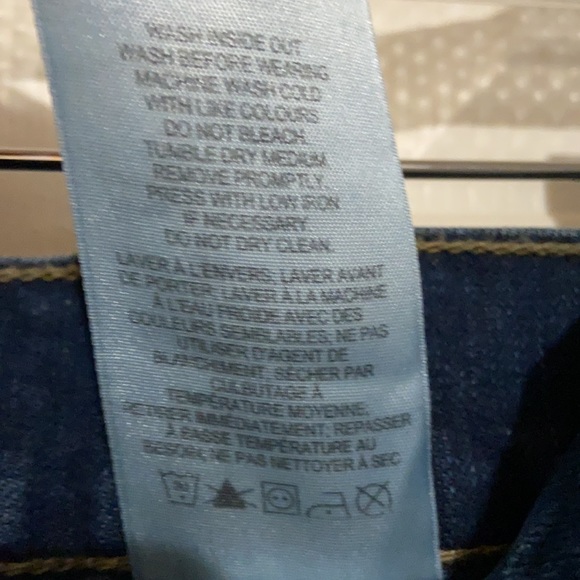 WASH INSIDE OUT
WASH BEFORE WEARING
MACHINE WASH COLD
WITH LIKE COLOURS
DO NOT BLEACH.
TUMBLE DRY MEDIUM
REMOVE PROMPTLY.
PRESS WITH LOW IRON
IF NECESSARY.
DO NOT DRY CLEAN.
LAVER À L'ENVERS; LAVER AVANT
DE PORTER; LAVER À LA MACHINE
À L'EAU FROIDE AVEC DES
COULEURS SEMBLABLES; NE PAS
UTILISER D'AGENT DE
BLANCHIMENT; SÉCHER PAR
CULBUTAGE À
TEMPÉRATURE MOYENNE;
RETIRER IMMÉDIATEMENT; REPASSER
À BASSE TEMPÉRATURE AU
BESOIN; NE PAS NETTOYER À SEC